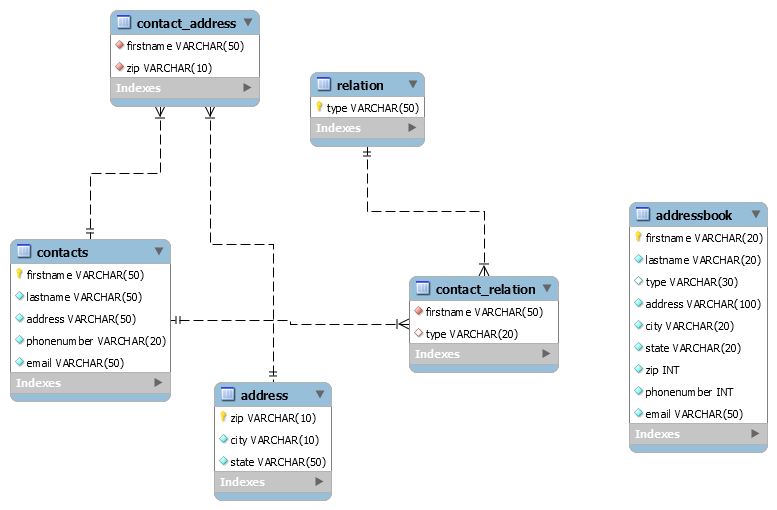 contact_address
firstname VARCHAR(50)
zip VARCHAR(10)
Indexes
relation
type VARCHAR(50)
Indexes
contacts
firstname VARCHAR(50)
lastname VARCHAR(50)
address VARCHAR(50)
phonenumber VARCHAR(20)
email VARCHAR(50)
Indexes
contact_relation
firstname VARCHAR(50)
type VARCHAR(20)
Indexes
address
zip VARCHAR(10)
city VARCHAR(10)
state VARCHAR(50)
Indexes
addressbook
firstname VARCHAR(20)
lastname VARCHAR(20)
type VARCHAR(30)
address VARCHAR(100)
city VARCHAR(20)
state VARCHAR(20)
zip INT
phonenumber INT
email VARCHAR(50)
Indexes